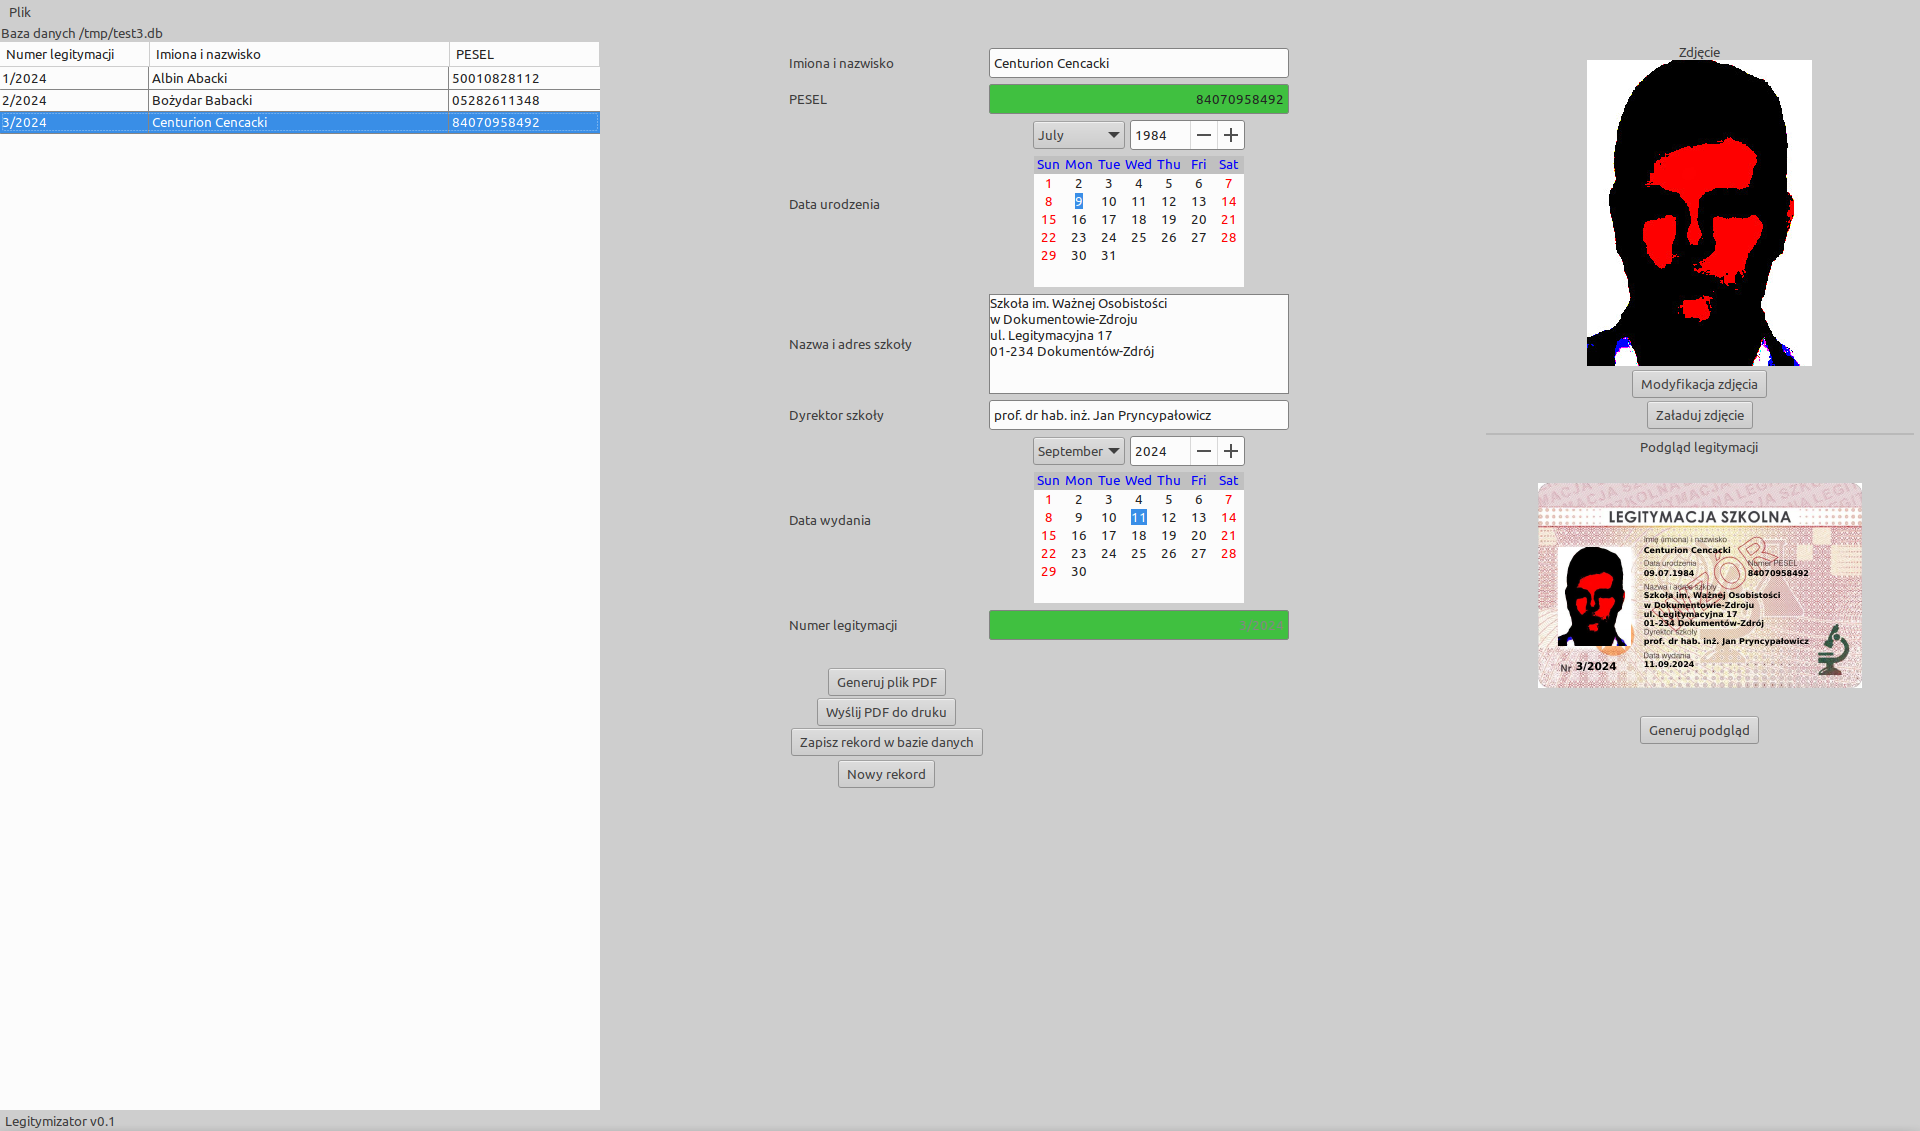 Plik
Baza danych /tmp/test3.db
Numer legitymacji Imiona i nazwisko PESEL
1/2024 Albin Abacki 50010828112
2/2024 Bożydar Babacki 05282611348
3/2024 Centurion Cencacki 84070958492
Imiona i nazwisko Centurion Cencacki
PESEL 84070958492
July 1984
Sun Mon Tue Wed Thu Fri Sat
1 2 3 4 5 6 7
8 9 10 11 12 13 14
15 16 17 18 19 20 21
22 23 24 25 26 27 28
29 30 31
Data urodzenia
Szkoła im. Ważnej Osobistości
w Dokumentowie-Zdroju
ul. Legitymacyjna 17
01-234 Dokumentów-Zdrój
Nazwa i adres szkoły
Dyrektor szkoły prof. dr hab. inż. Jan Pryncypałowicz
September 2024
Sun Mon Tue Wed Thu Fri Sat
1 2 3 4 5 6 7
8 9 10 11 12 13 14
15 16 17 18 19 20 21
22 23 24 25 26 27 28
29 30
Data wydania
Numer legitymacji 3/2024
Generuj plik PDF
Wyślij PDF do druku
Zapisz rekord w bazie danych
Nowy rekord
Zdjęcie
Modyfikacja zdjęcia
Załaduj zdjęcie
Podgląd legitymacji
LEGITYMACJA SZKOLNA
WZÓR
Imię (imiona) i nazwisko
Centurion Cencacki
Data urodzenia Numer PESEL
09.07.1984 84070958492
Nazwa i adres szkoły
Szkoła im. Ważnej Osobistości
w Dokumentowie-Zdroju
ul. Legitymacyjna 17
01-234 Dokumentów-Zdrój
Dyrektor szkoły
prof. dr hab. inż. Jan Pryncypałowicz
Data wydania
11.09.2024
Nr 3/2024
Generuj podgląd
Legitymizator v0.1